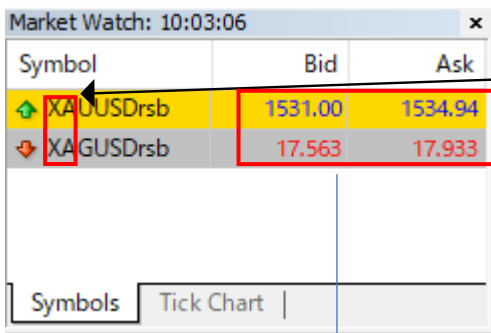 Market Watch: 10:03:06 ×
Symbol Bid Ask
XAUUSDrsb 1531.00 1534.94
XAGUSDrsb 17.563 17.933
Symbols Tick Chart |